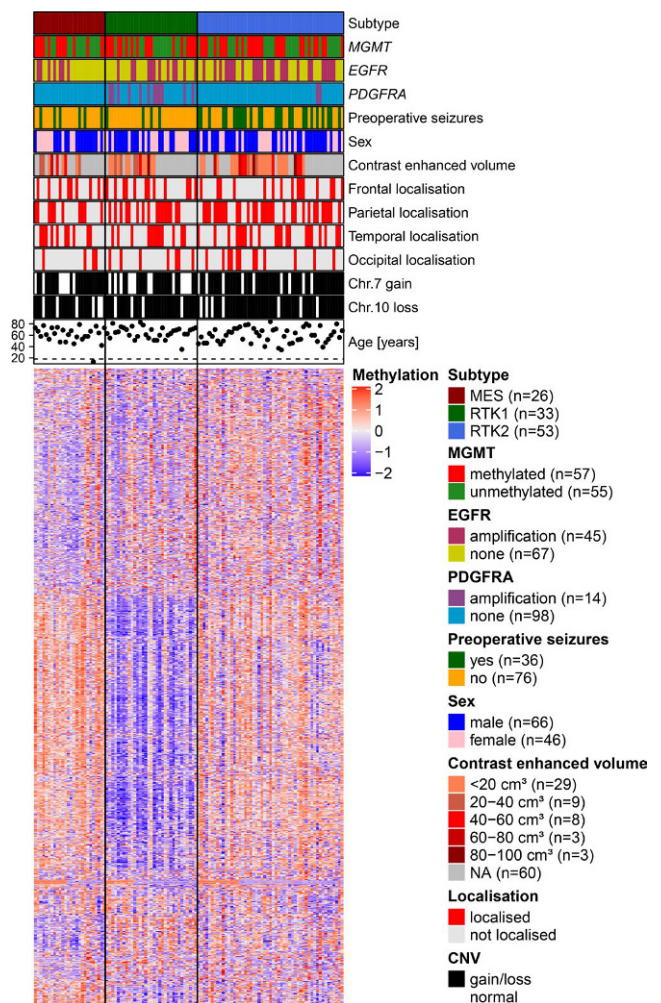 Subtype
MGMT
EGFR
PDGFRA
Preoperative seizures
Sex
Contrast enhanced volume
Frontal localisation
Parietal localisation
Temporal localisation
Occipital localisation
Chr.7 gain
Chr.10 loss
80
60
40
20
Age [years]
Methylation
2
1
0
−1
−2
Subtype
MES (n=26)
RTK1 (n=33)
RTK2 (n=53)
MGMT
methylated (n=57)
unmethylated (n=55)
EGFR
amplification (n=45)
none (n=67)
PDGFRA
amplification (n=14)
none (n=98)
Preoperative seizures
yes (n=36)
no (n=76)
Sex
male (n=66)
female (n=46)
Contrast enhanced volume
<20 cm³ (n=29)
20−40 cm³ (n=9)
40−60 cm³ (n=8)
60−80 cm³ (n=3)
80−100 cm³ (n=3)
NA (n=60)
Localisation
localised
not localised
CNV
gain/loss
normal